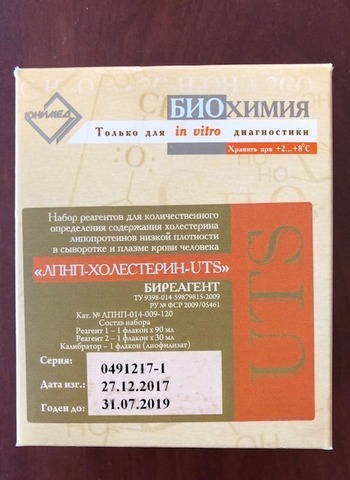 ЮНИМЕД
БИОХИМИЯ
Только для in vitro диагностики
Хранить при +2...+8°C
Набор реагентов для количественного
определения содержания холестерина
липопротеинов низкой плотности
в сыворотке и плазме крови человека
«ЛПНП-ХОЛЕСТЕРИН-UTS»
БИРЕАГЕНТ
ТУ 9398-014-59879815-2009
РУ № ФСР 2009/05461
Кат. № ЛПНП-014-009-120
Состав набора
Реагент 1 – 1 флакон x 90 мл
Реагент 2 – 1 флакон x 30 мл
Калибратор – 1 флакон (лиофилизат)
UTS
Серия: 0491217-1
Дата изг.: 27.12.2017
Годен до: 31.07.2019